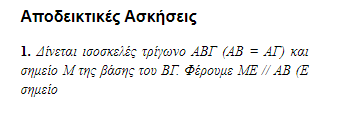 Αποδεικτικές Ασκήσεις
1. Δίνεται ισοσκελές τρίγωνο ΑΒΓ (ΑΒ = ΑΓ) και
σημείο Μ της βάσης του ΒΓ. Φέρουμε ΜΕ // ΑΒ (Ε
σημείο